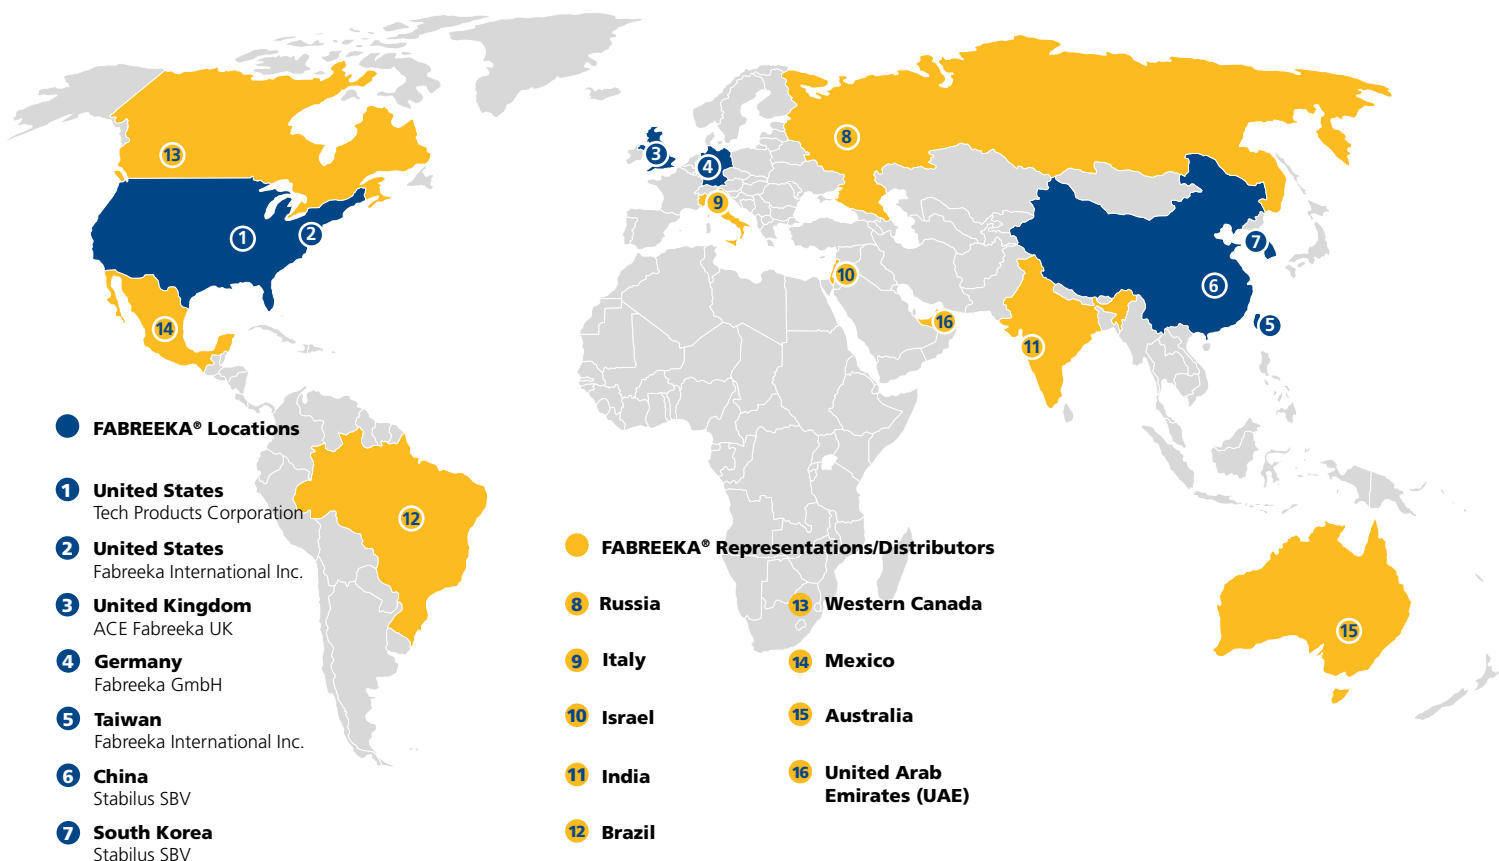 13
3
4
8
9
1
2
7
10
6
14
16
5
11
FABREEKA® Locations
1 United States
Tech Products Corporation
2 United States
Fabreeka International Inc.
3 United Kingdom
ACE Fabreeka UK
4 Germany
Fabreeka GmbH
5 Taiwan
Fabreeka International Inc.
6 China
Stabilus SBV
7 South Korea
Stabilus SBV
12
FABREEKA® Representations/Distributors
8 Russia
9 Italy
10 Israel
11 India
12 Brazil
13 Western Canada
14 Mexico
15 Australia
16 United Arab
Emirates (UAE)
15